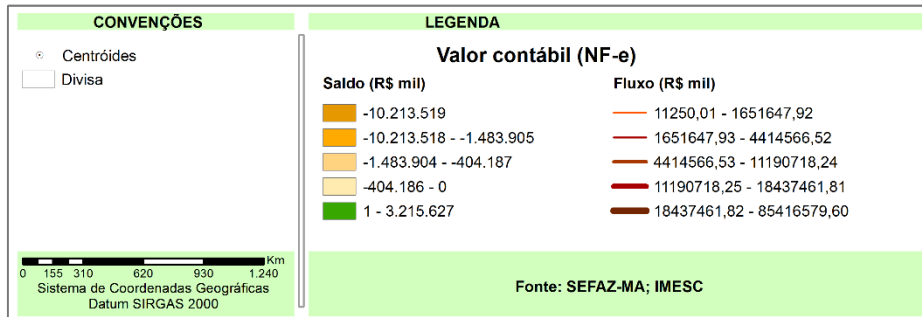 CONVENÇÕES
Centróides
Divisa
Km
0 155 310 620 930 1.240
Sistema de Coordenadas Geográficas
Datum SIRGAS 2000
LEGENDA
Valor contábil (NF-e)
Saldo (R$ mil)
-10.213.519
-10.213.518 - -1.483.905
-1.483.904 - -404.187
-404.186 - 0
1 - 3.215.627
Fluxo (R$ mil)
11250,01 - 1651647,92
1651647,93 - 4414566,52
4414566,53 - 11190718,24
11190718,25 - 18437461,81
18437461,82 - 85416579,60
Fonte: SEFAZ-MA; IMESC